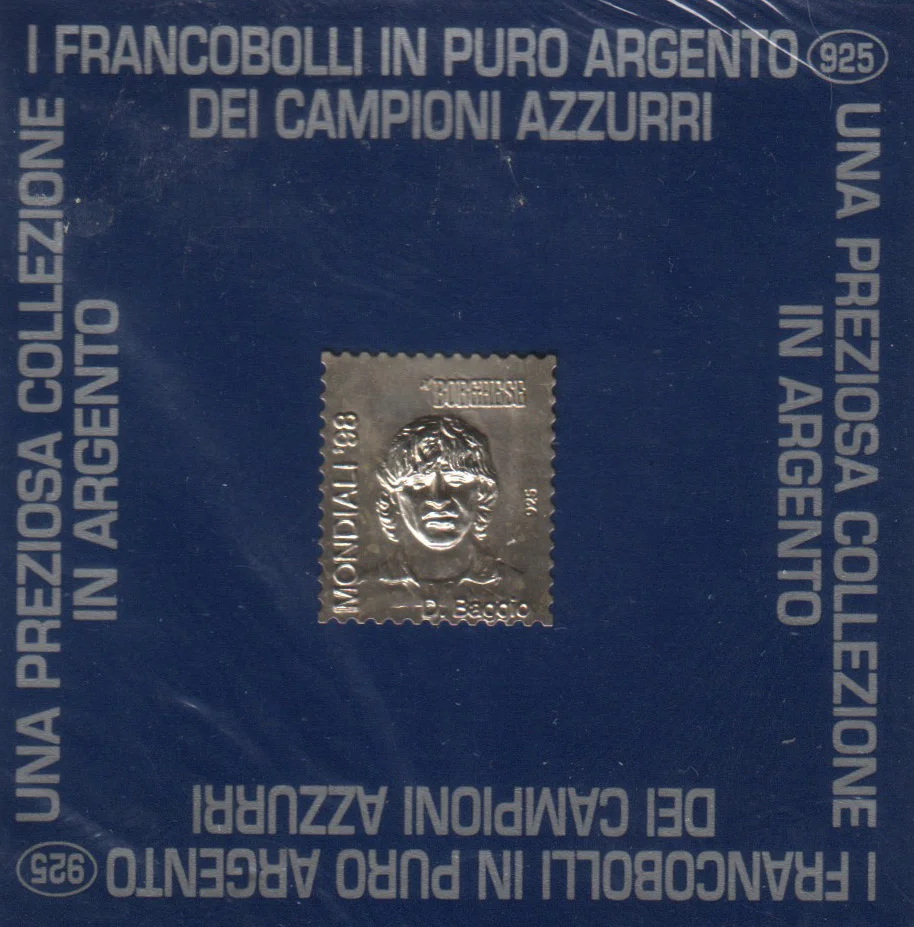 I FRANCOBOLLI IN PURO ARGENTO 925
DEI CAMPIONI AZZURRI
UNA PREZIOSA COLLEZIONE
IN ARGENTO
UNA PREZIOSA COLLEZIONE
IN ARGENTO
BORGHESE
MONDIALI '98
925
D. Baggio
I FRANCOBOLLI IN PURO ARGENTO 925
DEI CAMPIONI AZZURRI